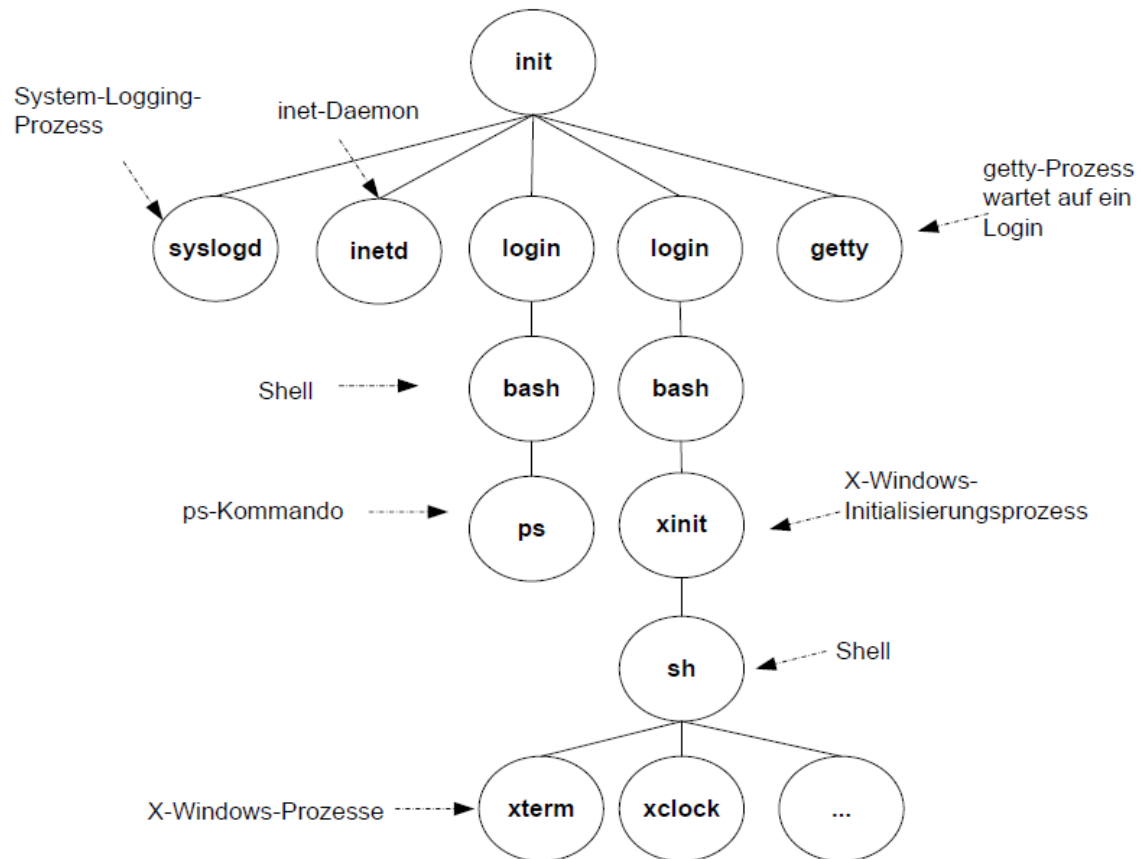 init
System-Logging-
Prozess
inet-Daemon
getty-Prozess
wartet auf ein
Login
syslogd
inetd
login
login
getty
Shell
bash
bash
ps-Kommando
ps
xinit
X-Windows-
Initialisierungsprozess
sh
Shell
X-Windows-Prozesse
xterm
xclock
...